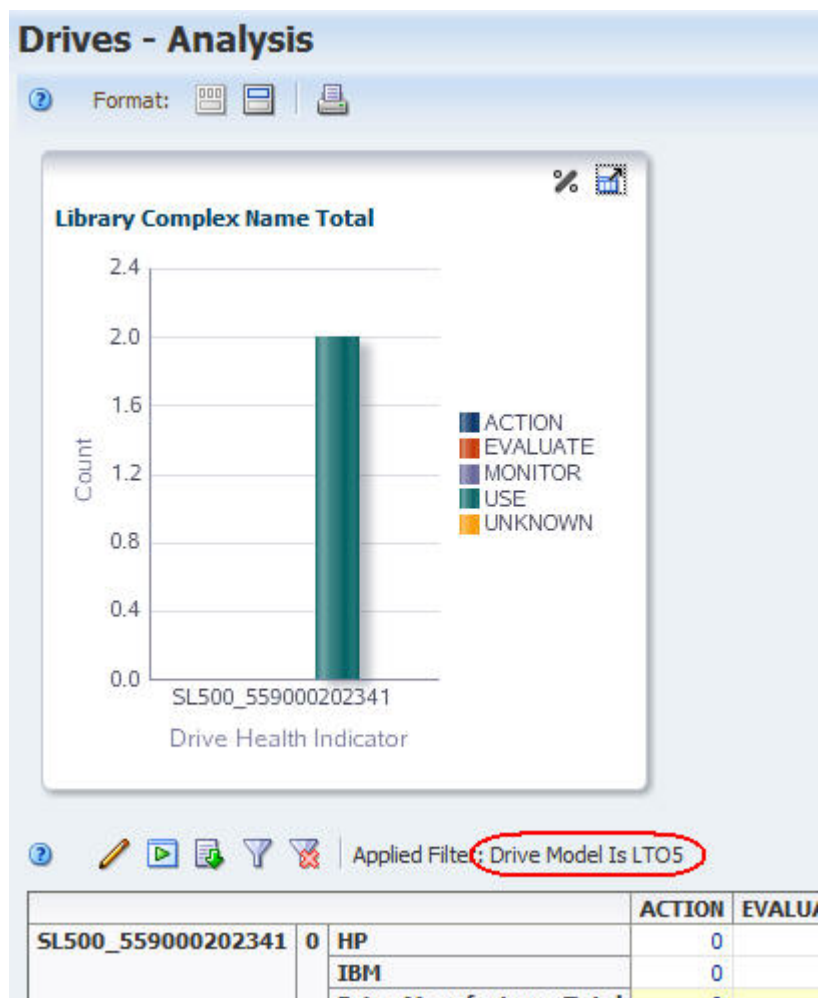 Drives - Analysis
Format:
Library Complex Name Total
2.4
2.0
1.6
1.2
0.8
0.4
0.0
Count
SL500_559000202341
Drive Health Indicator
ACTION
EVALUATE
MONITOR
USE
UNKNOWN
Applied Filter: Drive Model Is LTO5
ACTION EVALUA
SL500_559000202341 0 HP 0
IBM 0